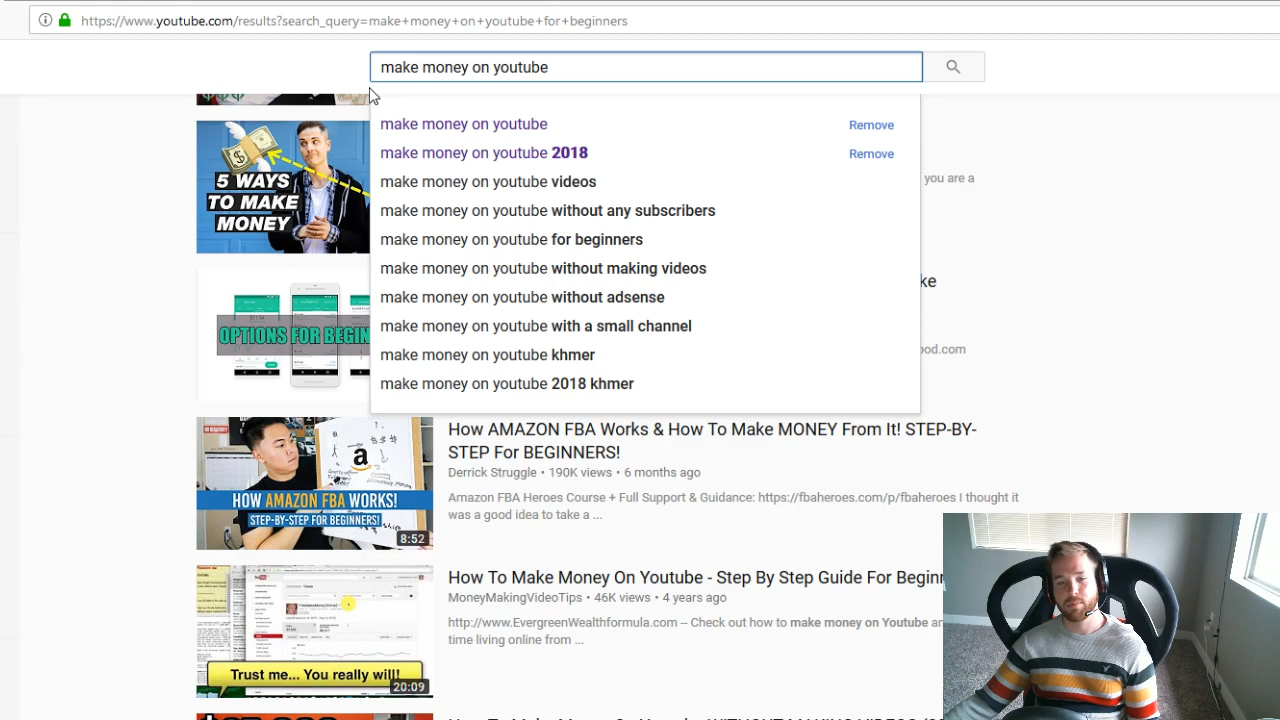 https://www.youtube.com/results?search_query=make+money+on+youtube+for+beginners
make money on youtube
make money on youtube Remove
make money on youtube 2018 Remove
make money on youtube videos
make money on youtube without any subscribers
make money on youtube for beginners
make money on youtube without making videos
make money on youtube without adsense
make money on youtube with a small channel
make money on youtube khmer
make money on youtube 2018 khmer
you are a
5 WAYS
TO MAKE
MONEY
ke
OPTIONS FOR BEGIN
ood.com
How AMAZON FBA Works & How To Make MONEY From It! STEP-BY-
STEP For BEGINNERS!
Derrick Struggle • 190K views • 6 months ago
Amazon FBA Heroes Course + Full Support & Guidance: https://fbaheroes.com/p/fbaheroes I thought it
was a good idea to take a ...
a
HOW AMAZON FBA WORKS!
STEP-BY-STEP FOR BEGINNERS!
8:52
How To Make Money On Youtube - Step By Step Guide For Beginn
MoneyMakingVideoTips • 46K views • 4 years ago
http://www.EvergreenWealthformula.com -- Check out how to make money on Youtube an
time living online from ...
Trust me... You really will!
20:09